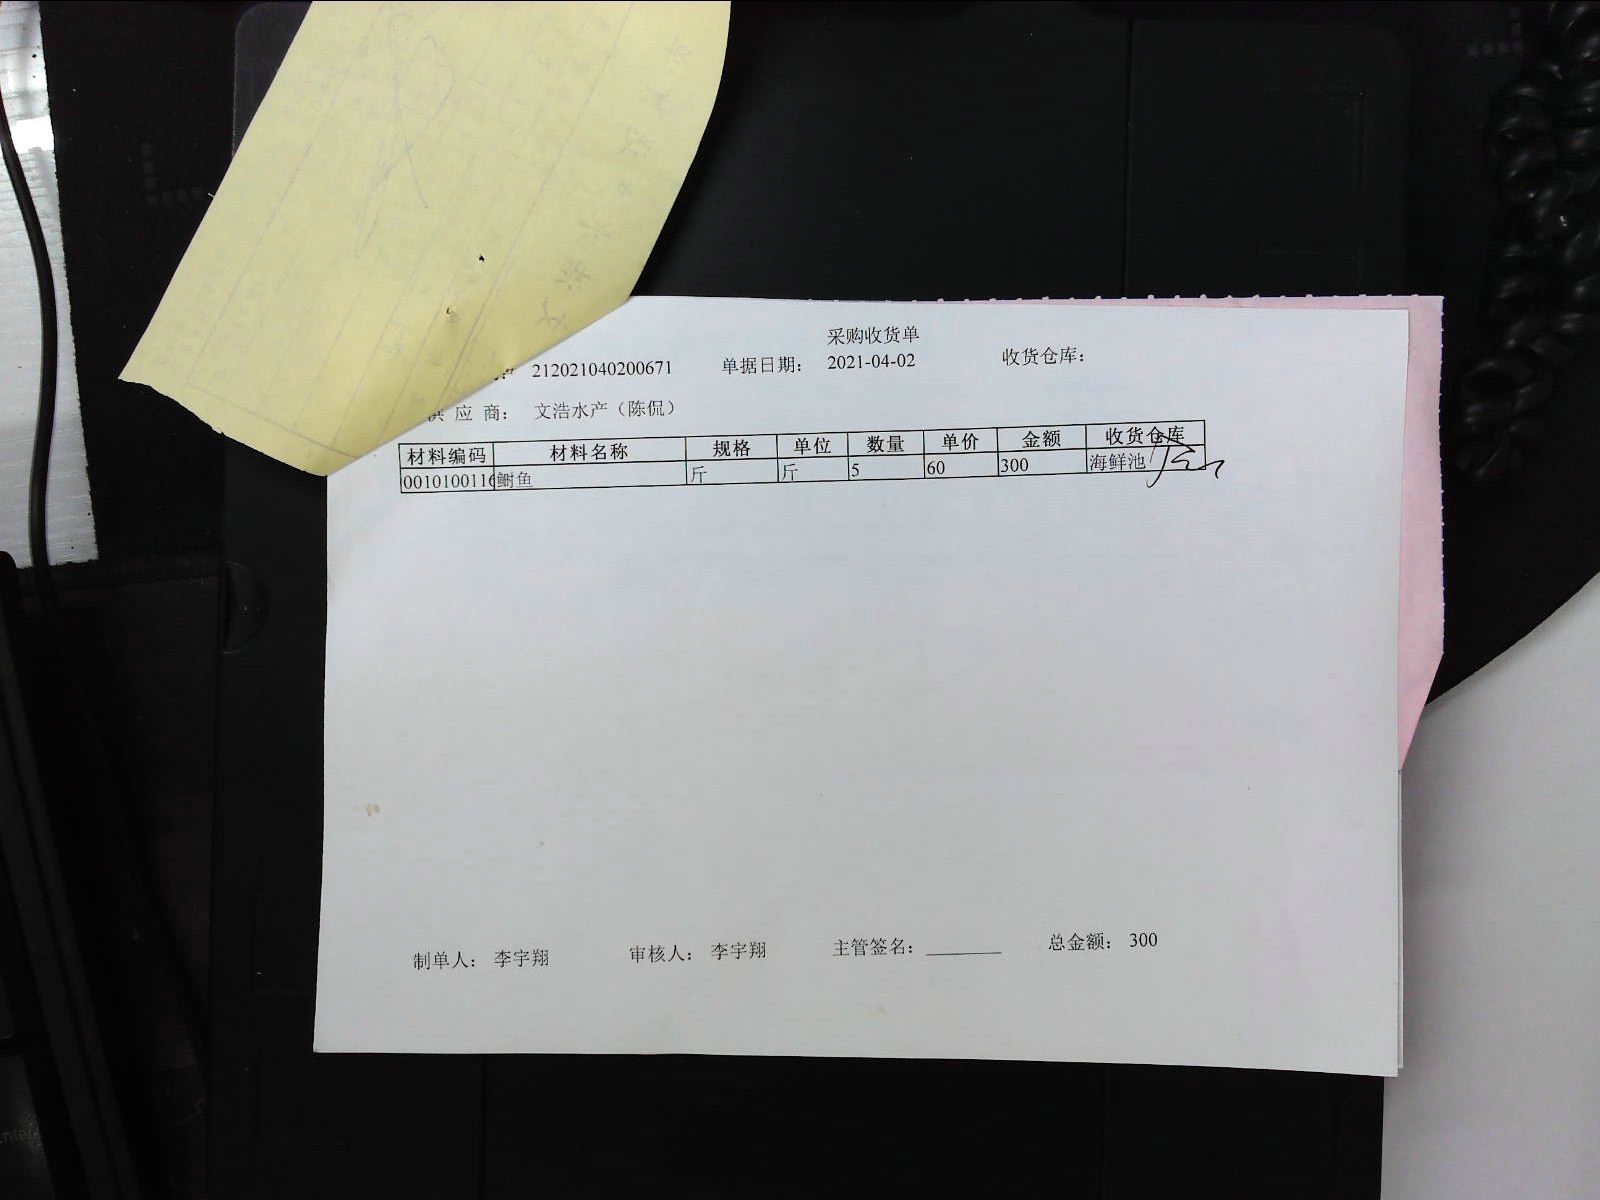 采购收货单
212021040200671 单据日期: 2021-04-02 收货仓库:
供 应 商: 文浩水产（陈侃）
材料编码 材料名称 规格 单位 数量 单价 金额 收货仓库
0010100116 鲥鱼 斤 斤 5 60 300 海鲜池
制单人: 李宇翔 审核人: 李宇翔 主管签名: ________ 总金额: 300